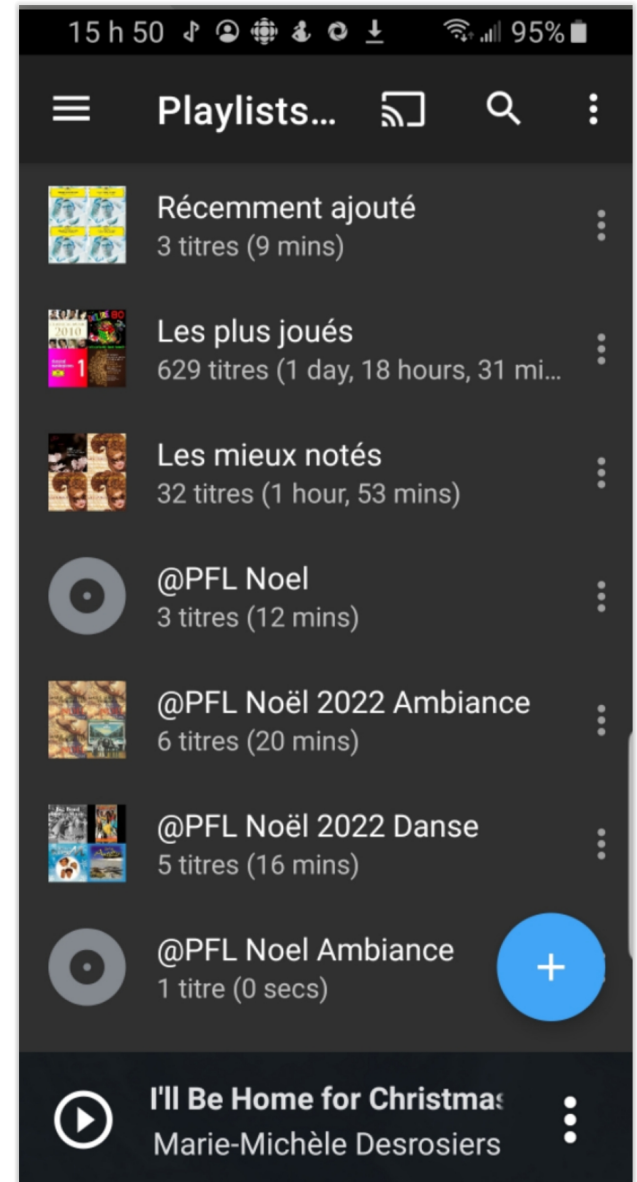 15 h 50 95%
Playlists...
Récemment ajouté
3 titres (9 mins)
Les plus joués
629 titres (1 day, 18 hours, 31 mi...
Les mieux notés
32 titres (1 hour, 53 mins)
@PFL Noel
3 titres (12 mins)
@PFL Noël 2022 Ambiance
6 titres (20 mins)
@PFL Noël 2022 Danse
5 titres (16 mins)
@PFL Noel Ambiance
1 titre (0 secs)
I'll Be Home for Christmas
Marie-Michèle Desrosiers